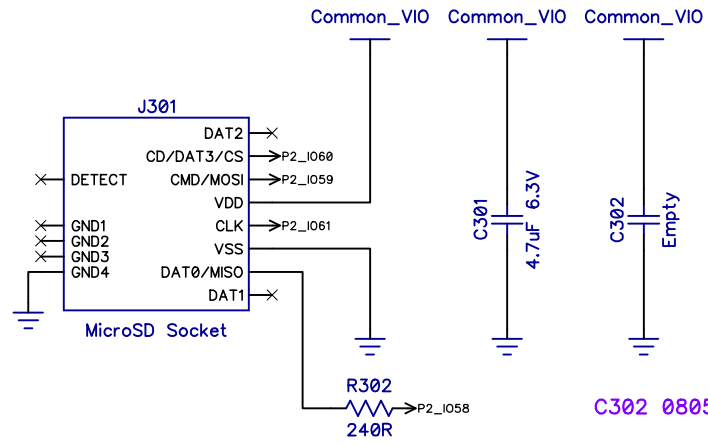 Common_VIO Common_VIO Common_VIO
J301
DAT2
CD/DAT3/CS P2_IO60
DETECT CMD/MOSI P2_IO59
VDD
GND1 CLK P2_IO61
GND2 VSS
GND3
GND4 DAT0/MISO
DAT1
MicroSD Socket
C301
4.7uF 6.3V
C302
Empty
R302
P2_IO58
240R
C302 0805